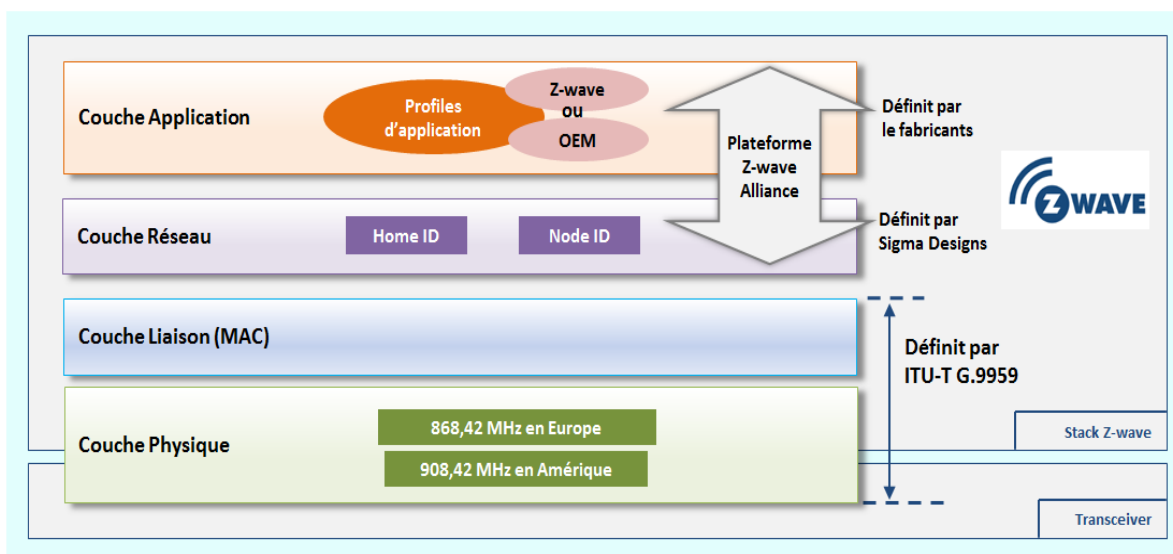 Couche Application
Profiles
d'application
Z-wave
ou
OEM
Plateforme
Z-wave
Alliance
Définit par
le fabricants
Z WAVE
Couche Réseau
Home ID
Node ID
Définit par
Sigma Designs
Couche Liaison (MAC)
Définit par
ITU-T G.9959
Couche Physique
868,42 MHz en Europe
908,42 MHz en Amérique
Stack Z-wave
Transceiver